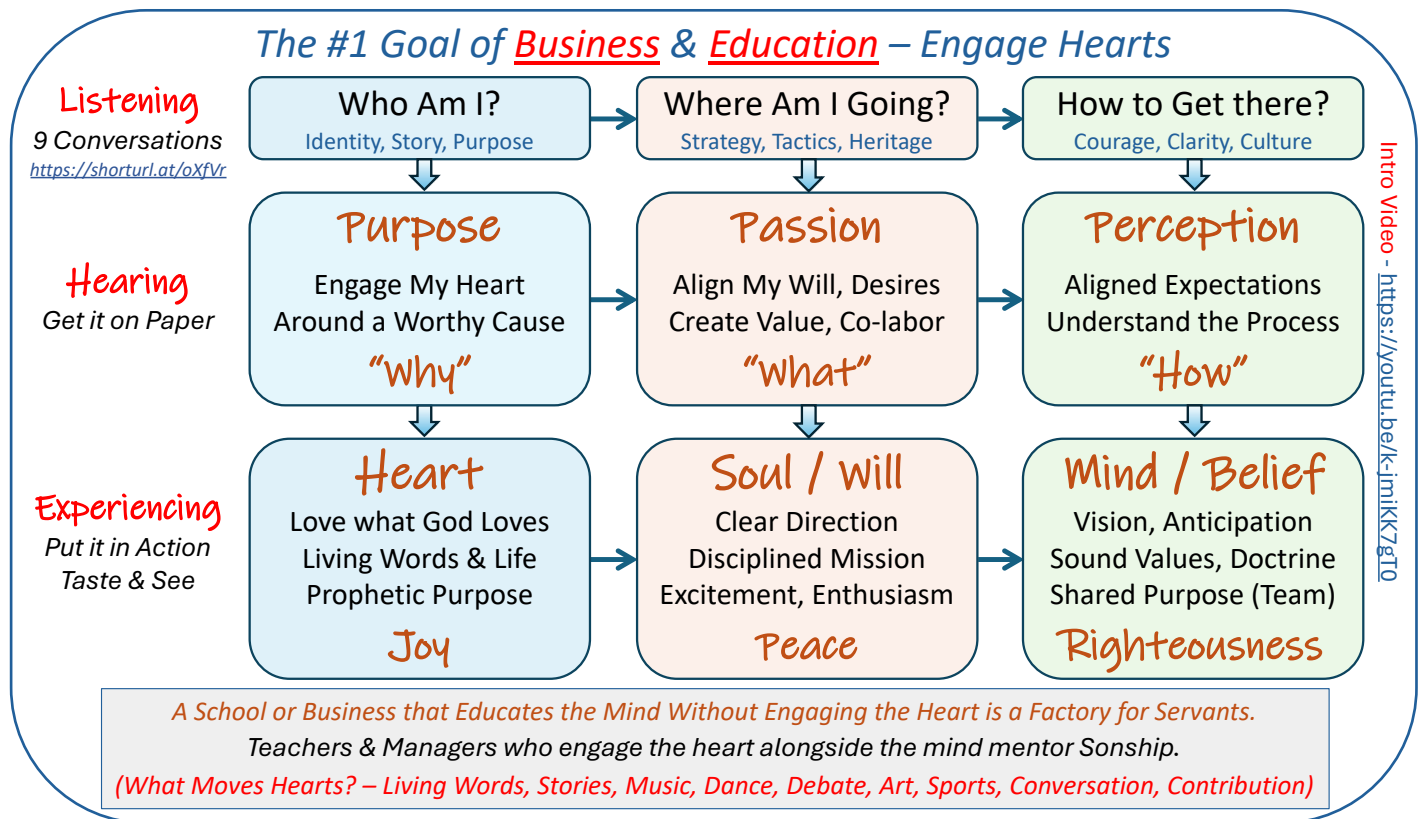 The #1 Goal of Business & Education – Engage Hearts
Listening
9 Conversations
https://shorturl.at/oXfVr
Who Am I?
Identity, Story, Purpose
Where Am I Going?
Strategy, Tactics, Heritage
How to Get there?
Courage, Clarity, Culture
Hearing
Get it on Paper
Purpose
Engage My Heart
Around a Worthy Cause
“Why”
Passion
Align My Will, Desires
Create Value, Co-labor
“What”
Perception
Aligned Expectations
Understand the Process
“How”
Experiencing
Put it in Action
Taste & See
Heart
Love what God Loves
Living Words & Life
Prophetic Purpose
Joy
Soul / Will
Clear Direction
Disciplined Mission
Excitement, Enthusiasm
Peace
Mind / Belief
Vision, Anticipation
Sound Values, Doctrine
Shared Purpose (Team)
Righteousness
Intro Video - https://youtu.be/k-jmiKK7gT0
A School or Business that Educates the Mind Without Engaging the Heart is a Factory for Servants.
Teachers & Managers who engage the heart alongside the mind mentor Sonship.
(What Moves Hearts? – Living Words, Stories, Music, Dance, Debate, Art, Sports, Conversation, Contribution)